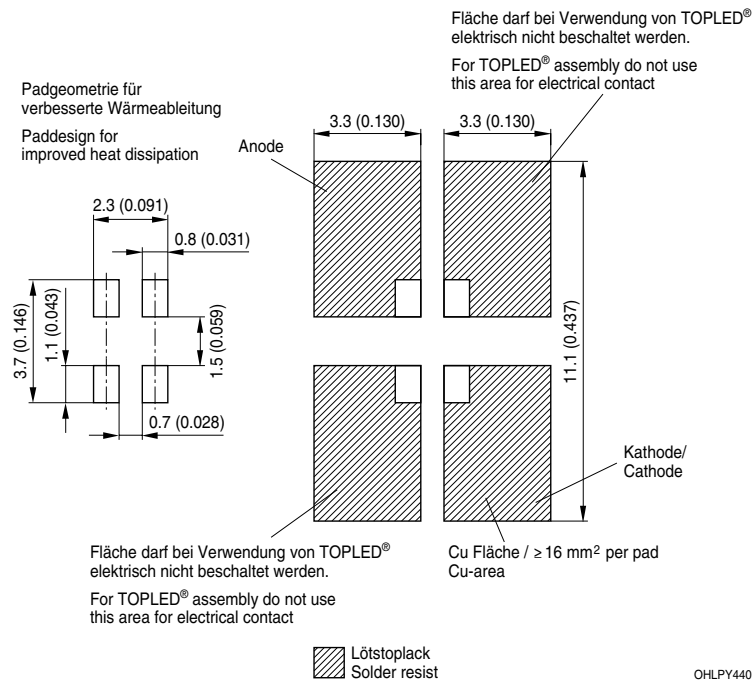 Fläche darf bei Verwendung von TOPLED®
elektrisch nicht beschaltet werden.
For TOPLED® assembly do not use
this area for electrical contact
Padgeometrie für
verbesserte Wärmeableitung
Paddesign for
improved heat dissipation
3.3 (0.130)
3.3 (0.130)
Anode
2.3 (0.091)
0.8 (0.031)
3.7 (0.146)
1.1 (0.043)
1.5 (0.059)
11.1 (0.437)
0.7 (0.028)
Kathode/
Cathode
Fläche darf bei Verwendung von TOPLED®
elektrisch nicht beschaltet werden.
For TOPLED® assembly do not use
this area for electrical contact
Cu Fläche / ≥ 16 mm² per pad
Cu-area
Lötstoplack
Solder resist
OHLPY440